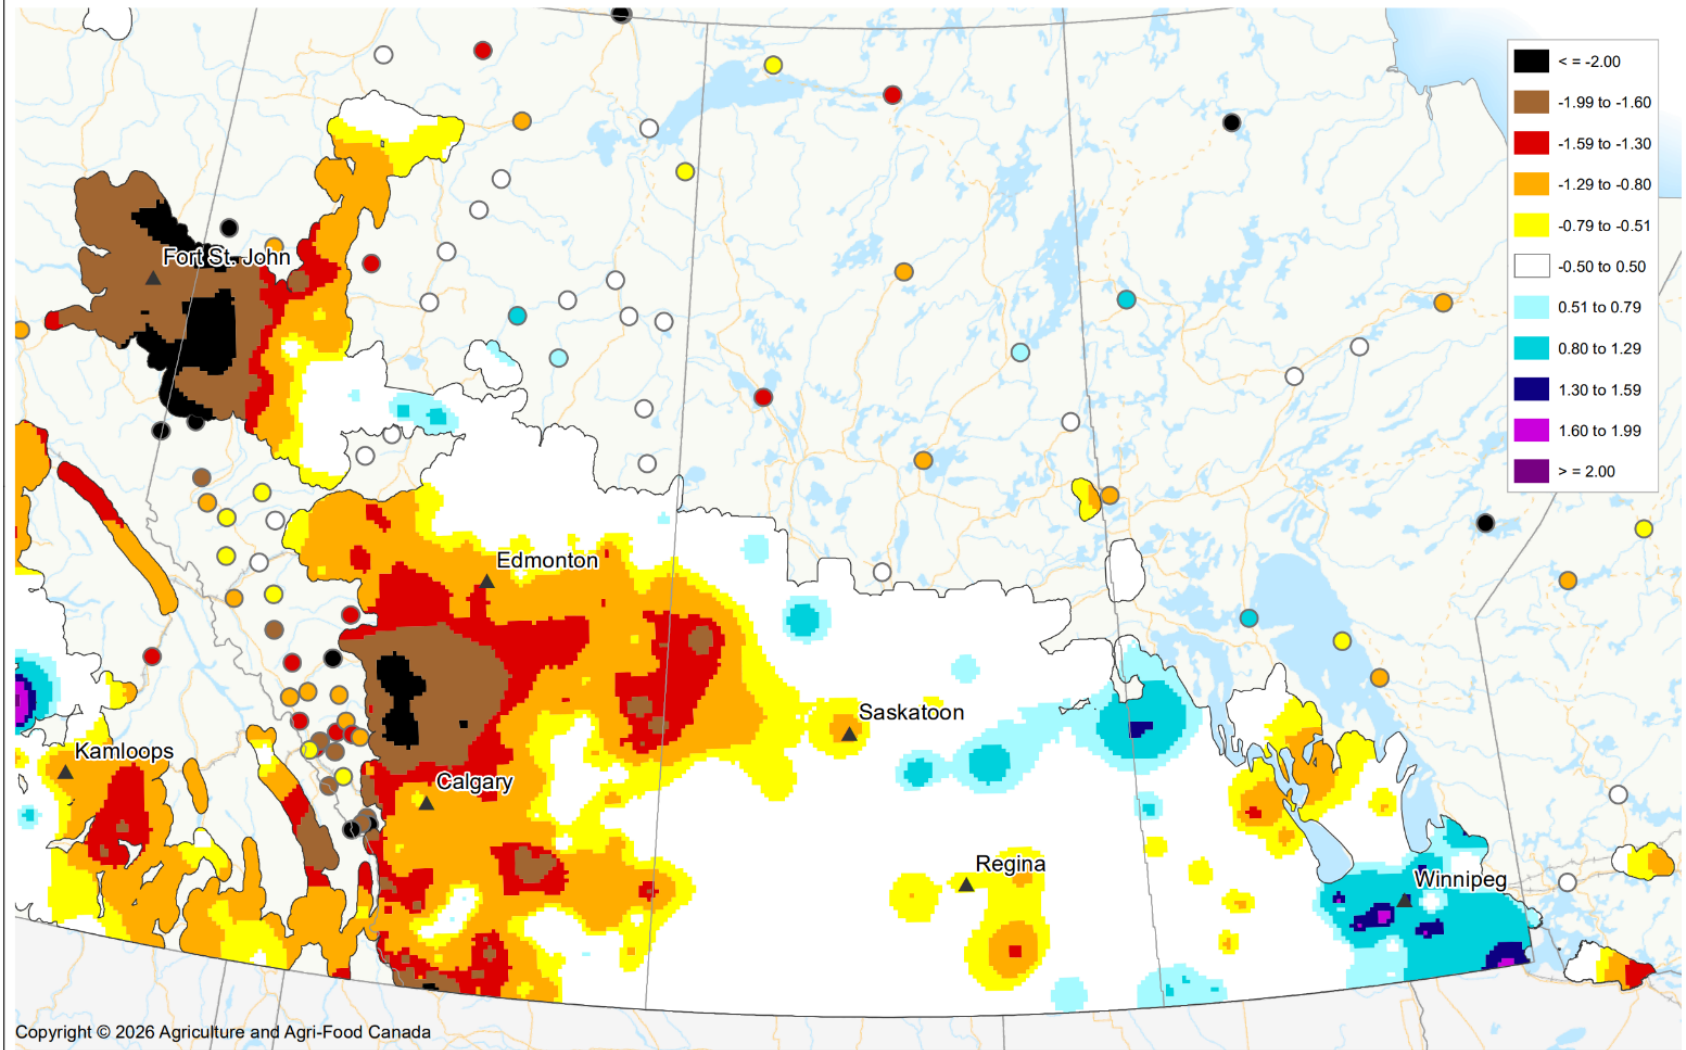 < = -2.00
-1.99 to -1.60
-1.59 to -1.30
-1.29 to -0.80
-0.79 to -0.51
-0.50 to 0.50
0.51 to 0.79
0.80 to 1.29
1.30 to 1.59
1.60 to 1.99
> = 2.00
Fort St. John
Edmonton
Saskatoon
Kamloops
Calgary
Regina
Winnipeg
Copyright © 2026 Agriculture and Agri-Food Canada